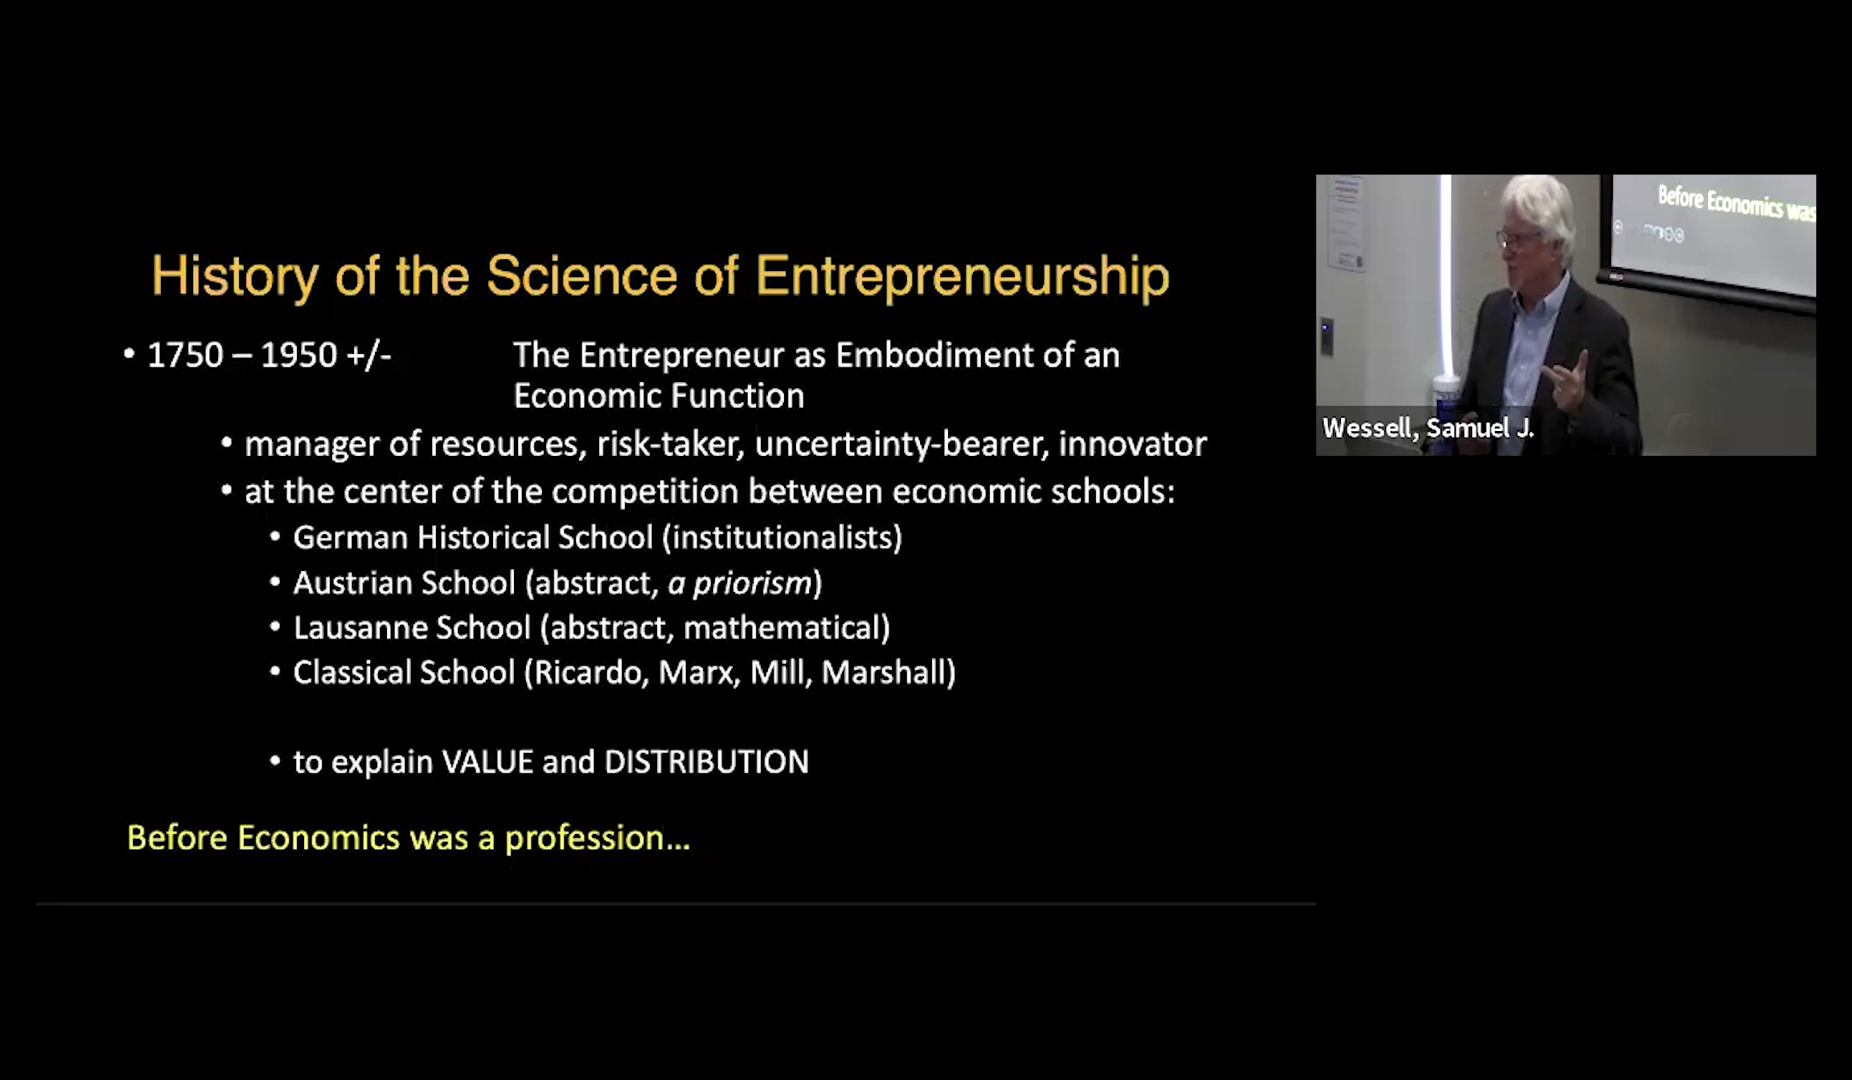 History of the Science of Entrepreneurship
• 1750 – 1950 +/- The Entrepreneur as Embodiment of an
Economic Function
• manager of resources, risk-taker, uncertainty-bearer, innovator
• at the center of the competition between economic schools:
• German Historical School (institutionalists)
• Austrian School (abstract, a priorism)
• Lausanne School (abstract, mathematical)
• Classical School (Ricardo, Marx, Mill, Marshall)
• to explain VALUE and DISTRIBUTION
Before Economics was a profession…
Before Economics was
Wessell, Samuel J.